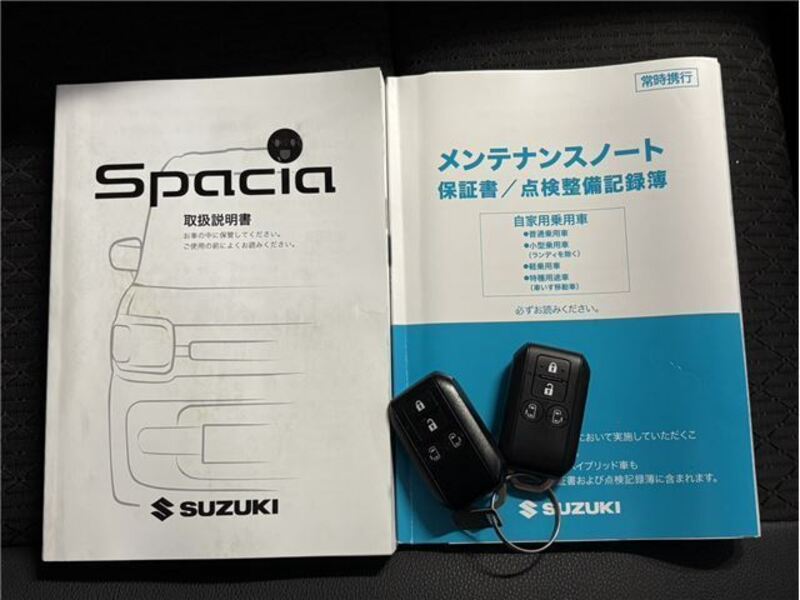 Spacia
取扱説明書
お車の中に保管してください。
ご使用の前によくお読みください。
SUZUKI
常時携行
メンテナンスノート
保証書／点検整備記録簿
自家用乗用車
●普通乗用車
●小型乗用車
(ランディを除く)
●軽乗用車
●特種用途車
(車いす移動車)
必ずお読みください。
において実施していただくこ
イブリッド車も
証書および点検記録簿に含まれます。
SUZUKI